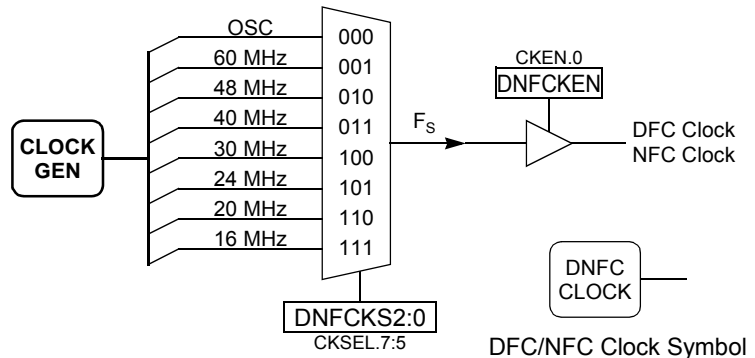 OSC
60 MHz
48 MHz
40 MHz
30 MHz
24 MHz
20 MHz
16 MHz
CLOCK
GEN
000
001
010
011
100
101
110
111
DNFCKS2:0
CKSEL.7:5
FS
CKEN.0
DNFCKEN
DFC Clock
NFC Clock
DNFC
CLOCK
DFC/NFC Clock Symbol